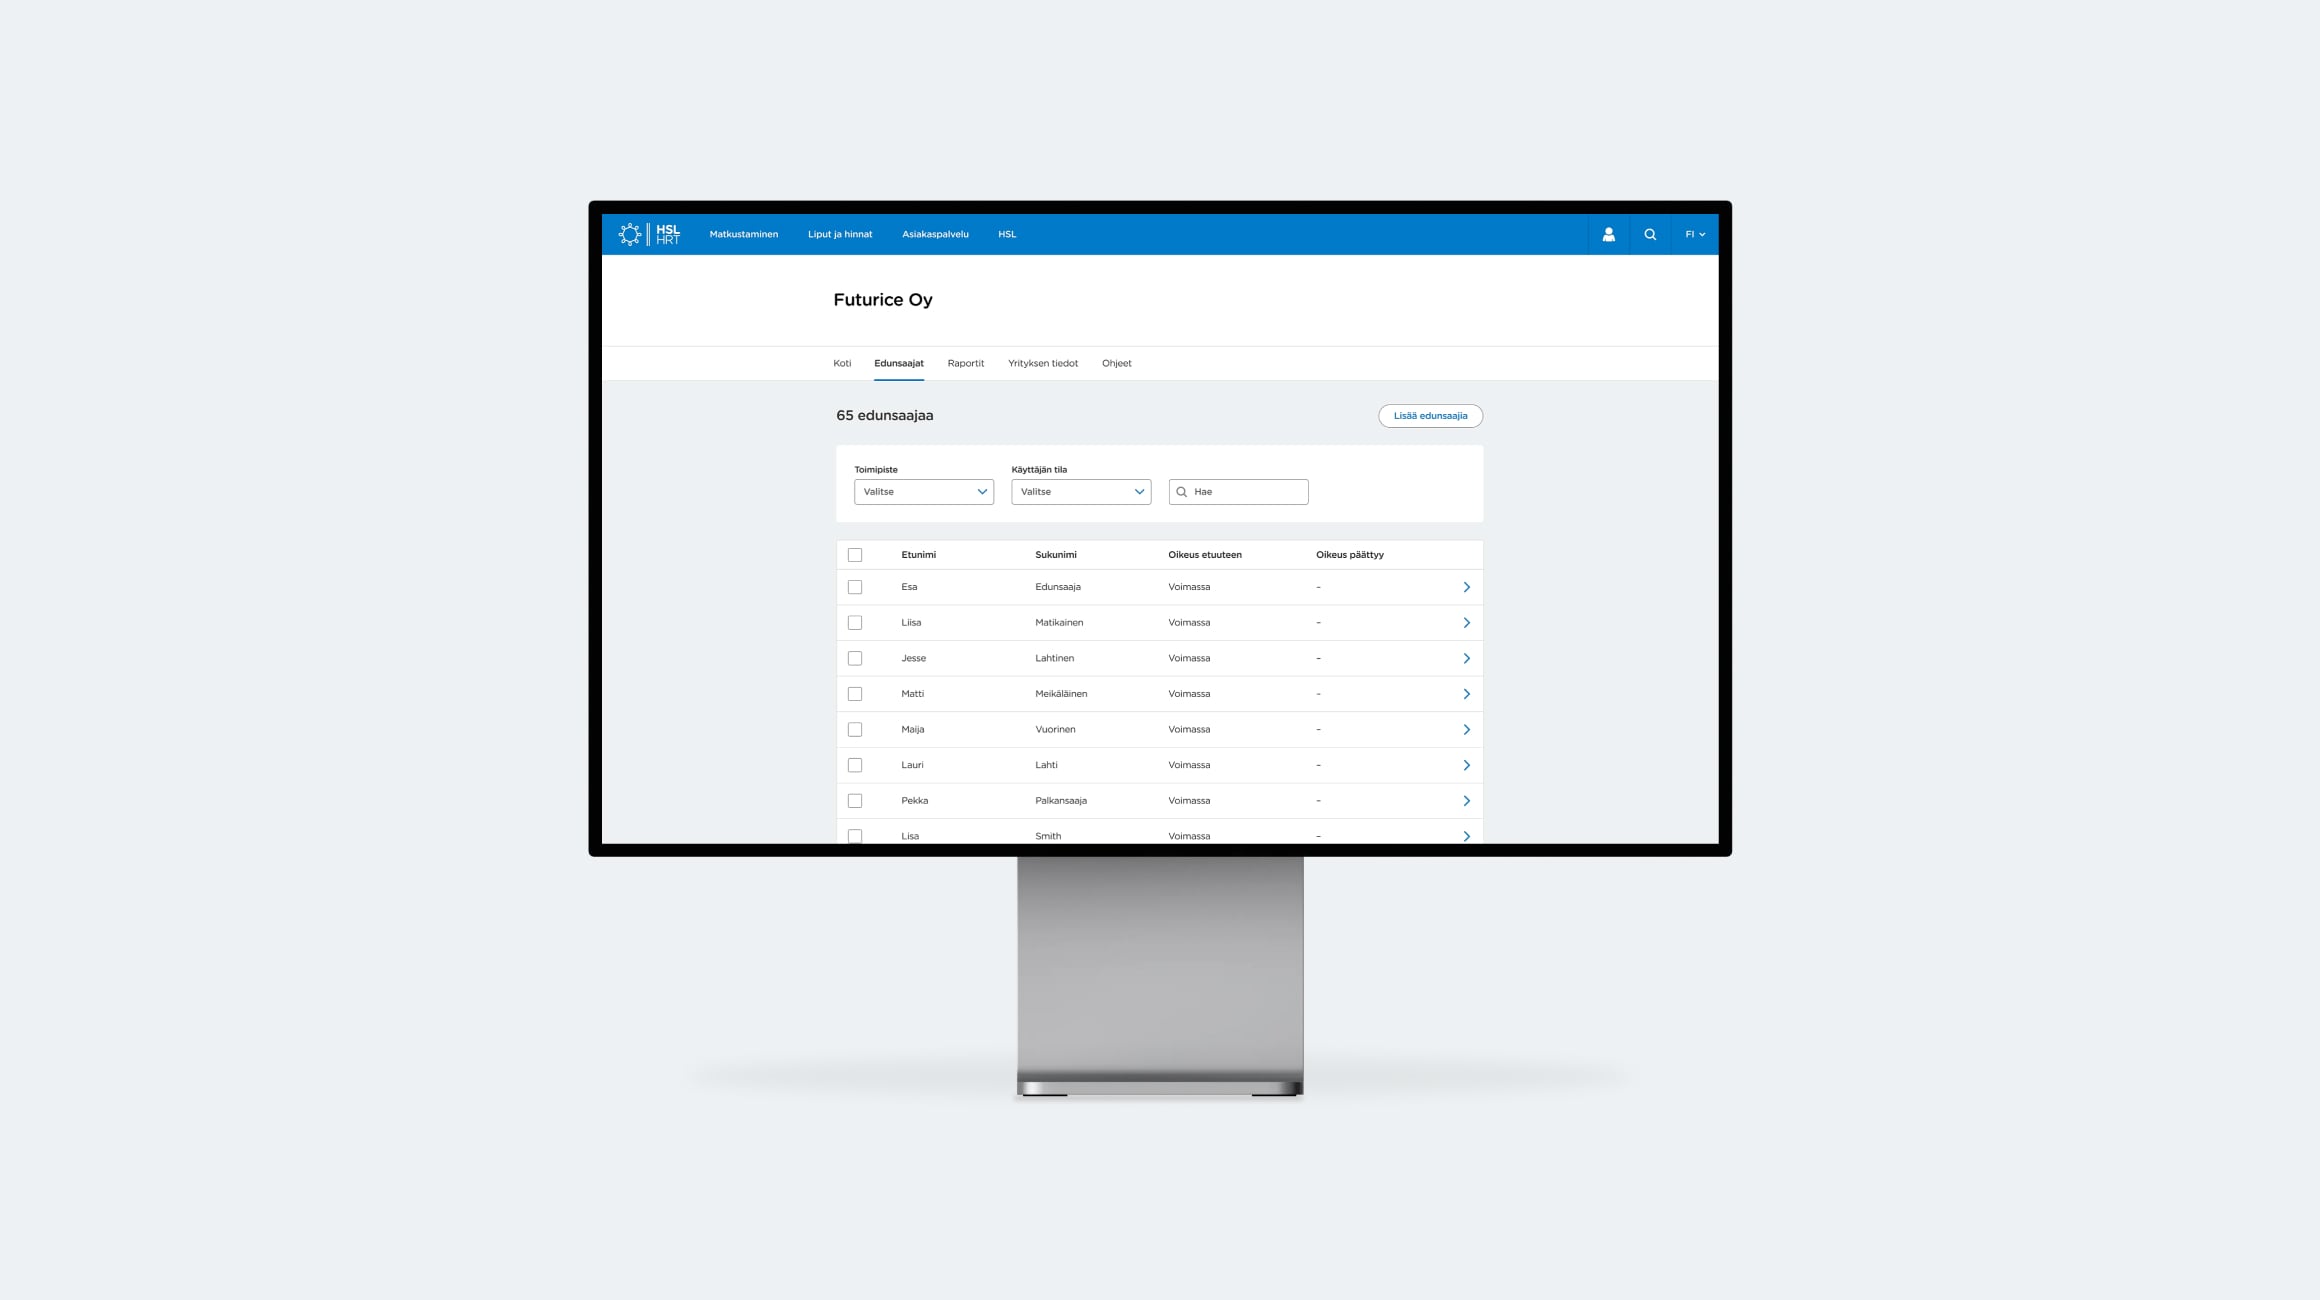 HSL
HRT
Matkustaminen Liput ja hinnat Asiakaspalvelu HSL FI
Futurice Oy
Koti Edunsaajat Raportit Yrityksen tiedot Ohjeet
65 edunsaajaa Lisää edunsaajia
Toimipiste Käyttäjän tila
Valitse Valitse Hae
Etunimi Sukunimi Oikeus etuuteen Oikeus päättyy
Esa Edunsaaja Voimassa –
Liisa Matikainen Voimassa –
Jesse Lahtinen Voimassa –
Matti Meikäläinen Voimassa –
Maija Vuorinen Voimassa –
Lauri Lahti Voimassa –
Pekka Palkansaaja Voimassa –
Lisa Smith Voimassa –